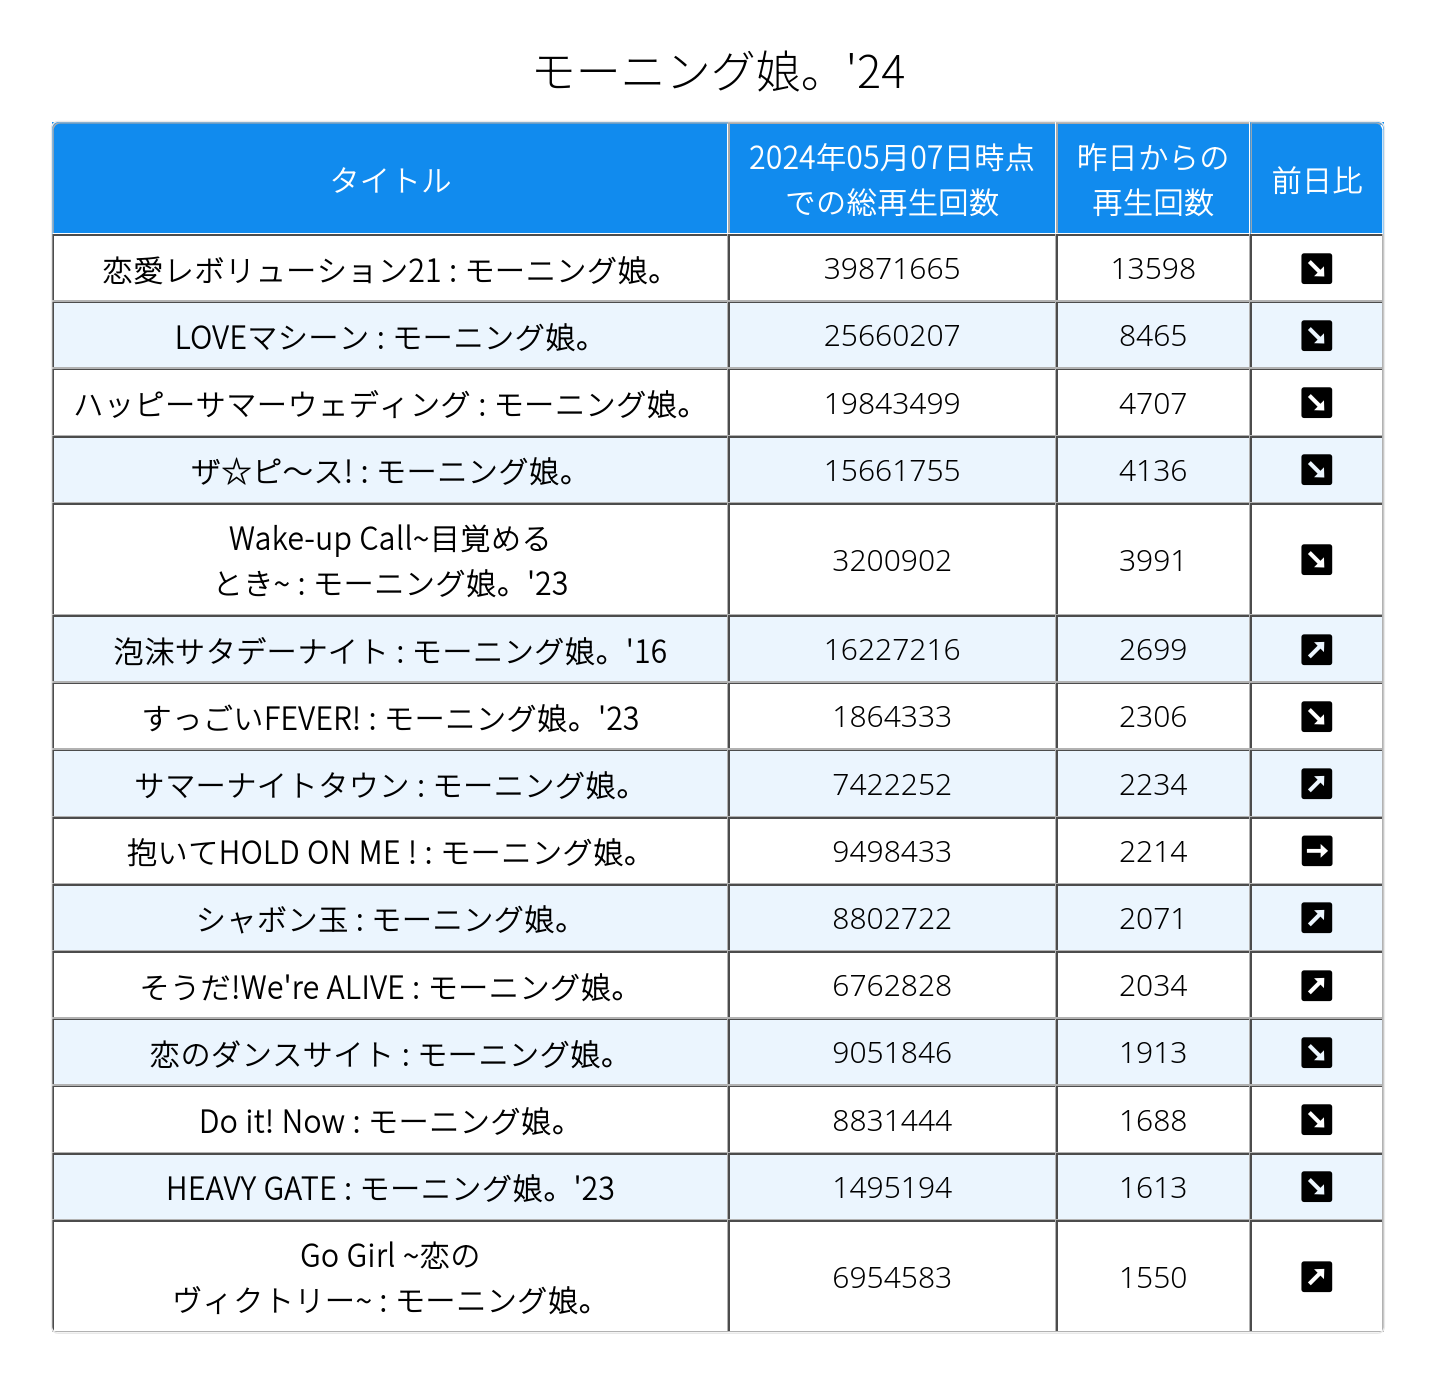 モーニング娘。'24
タイトル
2024年05月07日時点
での総再生回数
昨日からの
再生回数
前日比
恋愛レボリューション21 : モーニング娘。 39871665 13598 ↘
LOVEマシーン : モーニング娘。 25660207 8465 ↘
ハッピーサマーウェディング : モーニング娘。 19843499 4707 ↘
ザ☆ピ〜ス! : モーニング娘。 15661755 4136 ↘
Wake-up Call~目覚める
とき~ : モーニング娘。'23
3200902 3991 ↘
泡沫サタデーナイト : モーニング娘。'16 16227216 2699 ↗
すっごいFEVER! : モーニング娘。'23 1864333 2306 ↘
サマーナイトタウン : モーニング娘。 7422252 2234 ↗
抱いてHOLD ON ME ! : モーニング娘。 9498433 2214 →
シャボン玉 : モーニング娘。 8802722 2071 ↗
そうだ!We're ALIVE : モーニング娘。 6762828 2034 ↗
恋のダンスサイト : モーニング娘。 9051846 1913 ↘
Do it! Now : モーニング娘。 8831444 1688 ↘
HEAVY GATE : モーニング娘。'23 1495194 1613 ↘
Go Girl ~恋の
ヴィクトリー~ : モーニング娘。
6954583 1550 ↗